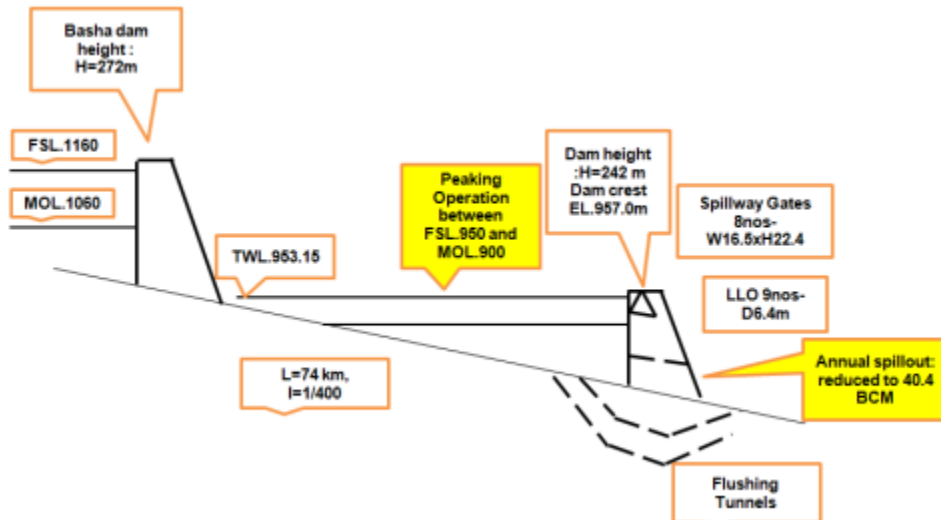 Basha dam
height :
H=272m
FSL.1160
MOL.1060
TWL.953.15
Peaking
Operation
between
FSL.950 and
MOL.900
Dam height
:H=242 m
Dam crest
EL.957.0m
Spillway Gates
8nos-
W16.5xH22.4
LLO 9nos-
D6.4m
L=74 km,
I=1/400
Annual spillout:
reduced to 40.4
BCM
Flushing
Tunnels